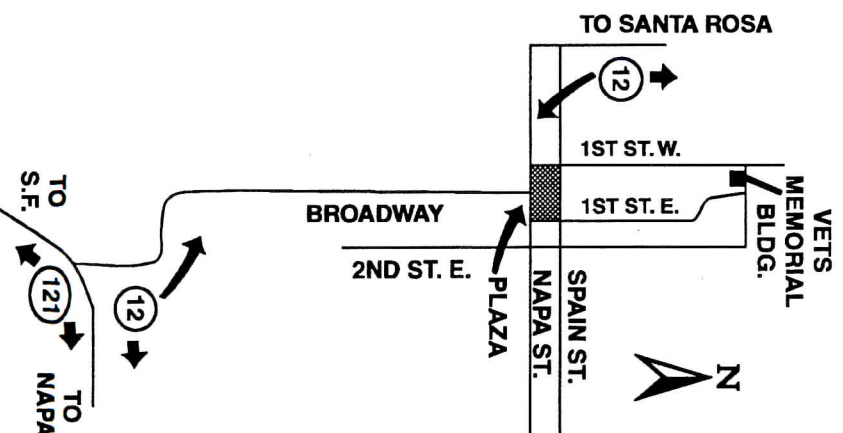 TO SANTA ROSA
12
1ST ST. W.
1ST ST. E.
VETS
MEMORIAL
BLDG.
BROADWAY
2ND ST. E.
PLAZA
NAPA ST.
SPAIN ST.
N
TO
S.F.
121
12
TO
NAPA